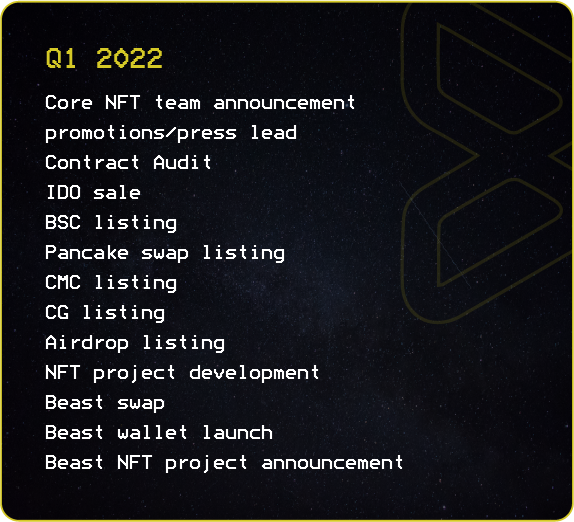 Q1 2022
Core NFT team announcement
promotions/press lead
Contract Audit
IDO sale
BSC listing
Pancake swap listing
CMC listing
CG listing
Airdrop listing
NFT project development
Beast swap
Beast wallet launch
Beast NFT project announcement